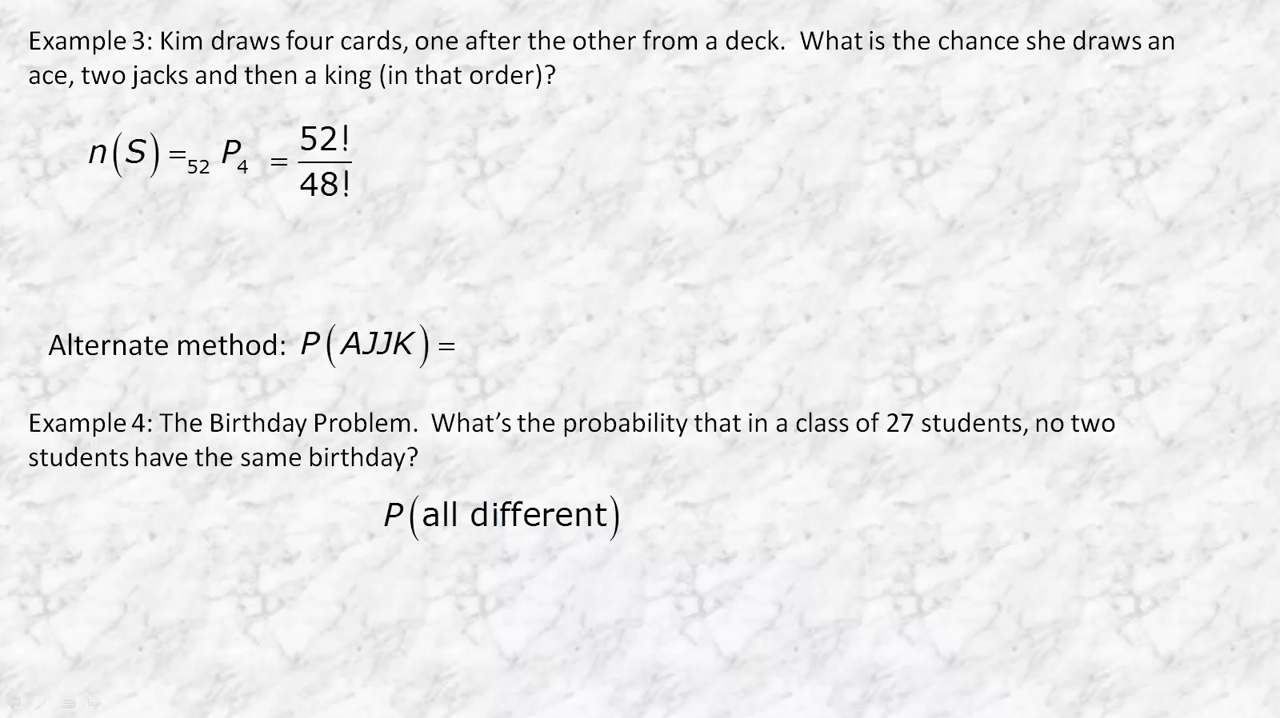 Example 3: Kim draws four cards, one after the other from a deck. What is the chance she draws an
ace, two jacks and then a king (in that order)?
n(S) = ₅₂P₄ = 52!/48!
Alternate method: P(AJJK) =
Example 4: The Birthday Problem. What’s the probability that in a class of 27 students, no two
students have the same birthday?
P(all different)